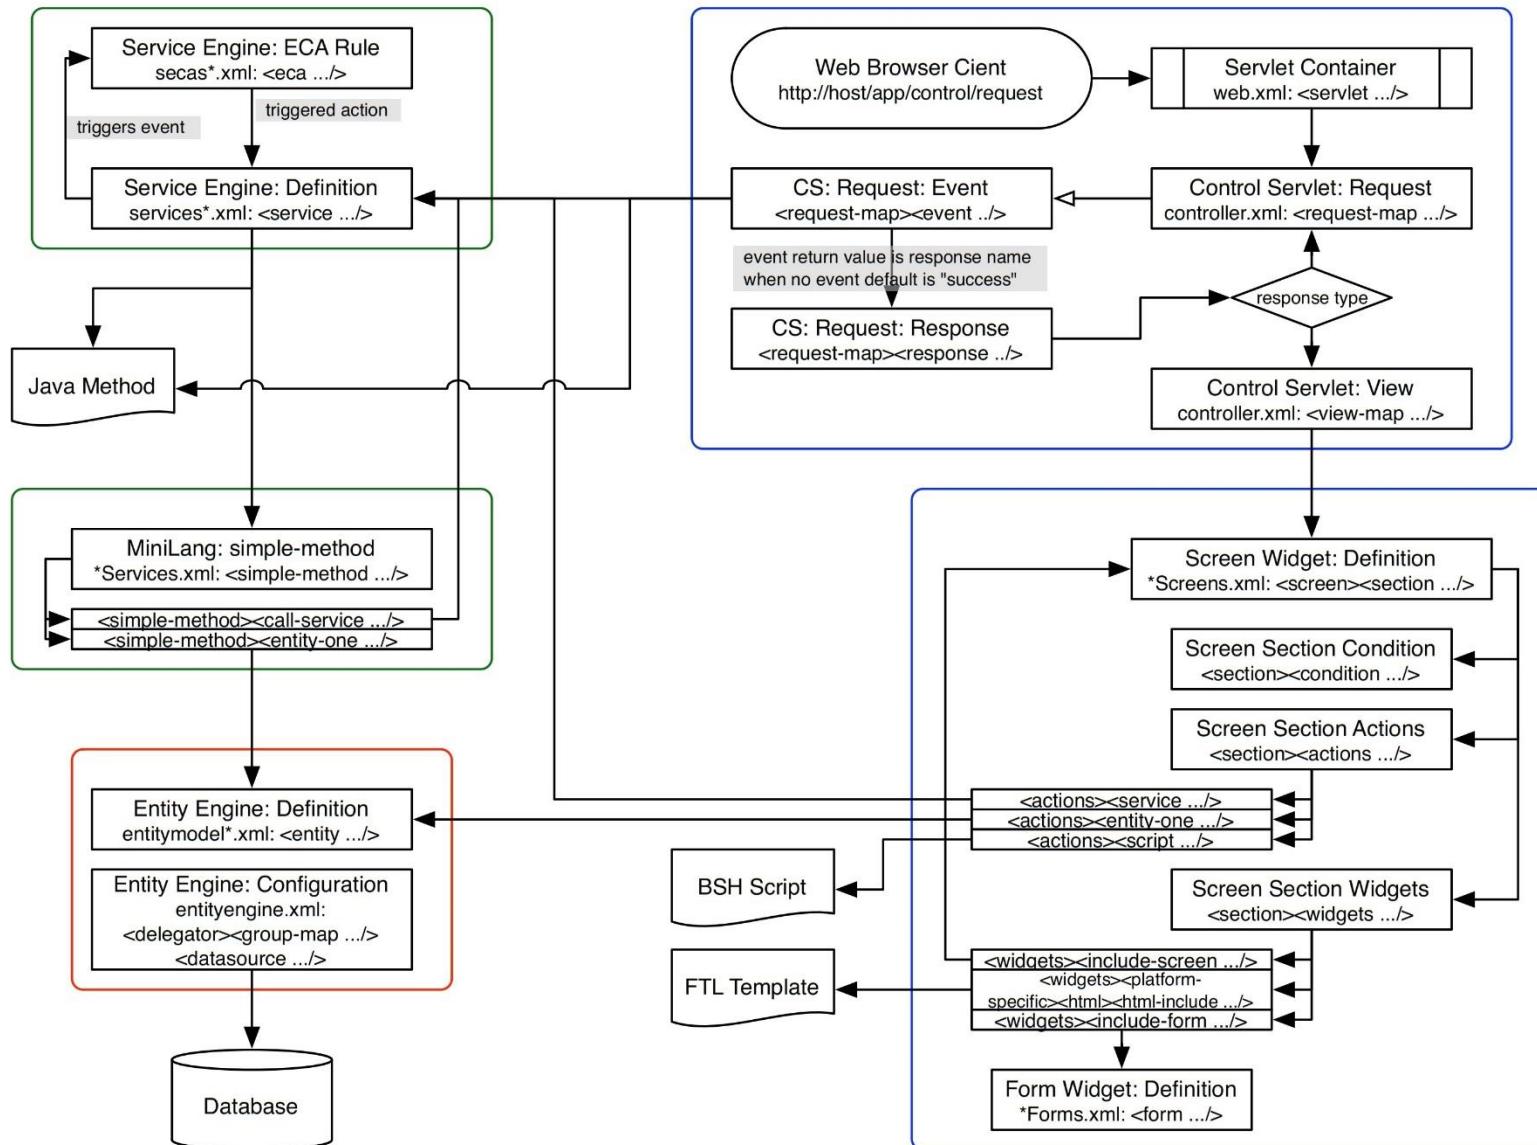 Service Engine: ECA Rule
secas*.xml: <eca .../>
triggered action
triggers event
Service Engine: Definition
services*.xml: <service .../>
Java Method
MiniLang: simple-method
*Services.xml: <simple-method .../>
<simple-method><call-service .../>
<simple-method><entity-one .../>
Entity Engine: Definition
entitymodel*.xml: <entity .../>
Entity Engine: Configuration
entityengine.xml:
<delegator><group-map .../>
<datasource .../>
Database
Web Browser Cient
http://host/app/control/request
Servlet Container
web.xml: <servlet .../>
CS: Request: Event
<request-map><event ../>
Control Servlet: Request
controller.xml: <request-map .../>
event return value is response name
when no event default is "success"
response type
CS: Request: Response
<request-map><response ../>
Control Servlet: View
controller.xml: <view-map .../>
Screen Widget: Definition
*Screens.xml: <screen><section .../>
Screen Section Condition
<section><condition .../>
Screen Section Actions
<section><actions .../>
<actions><service .../>
<actions><entity-one .../>
<actions><script .../>
BSH Script
Screen Section Widgets
<section><widgets .../>
<widgets><include-screen .../>
<widgets><platform-
specific><html><html-include .../>
<widgets><include-form .../>
FTL Template
Form Widget: Definition
*Forms.xml: <form .../>